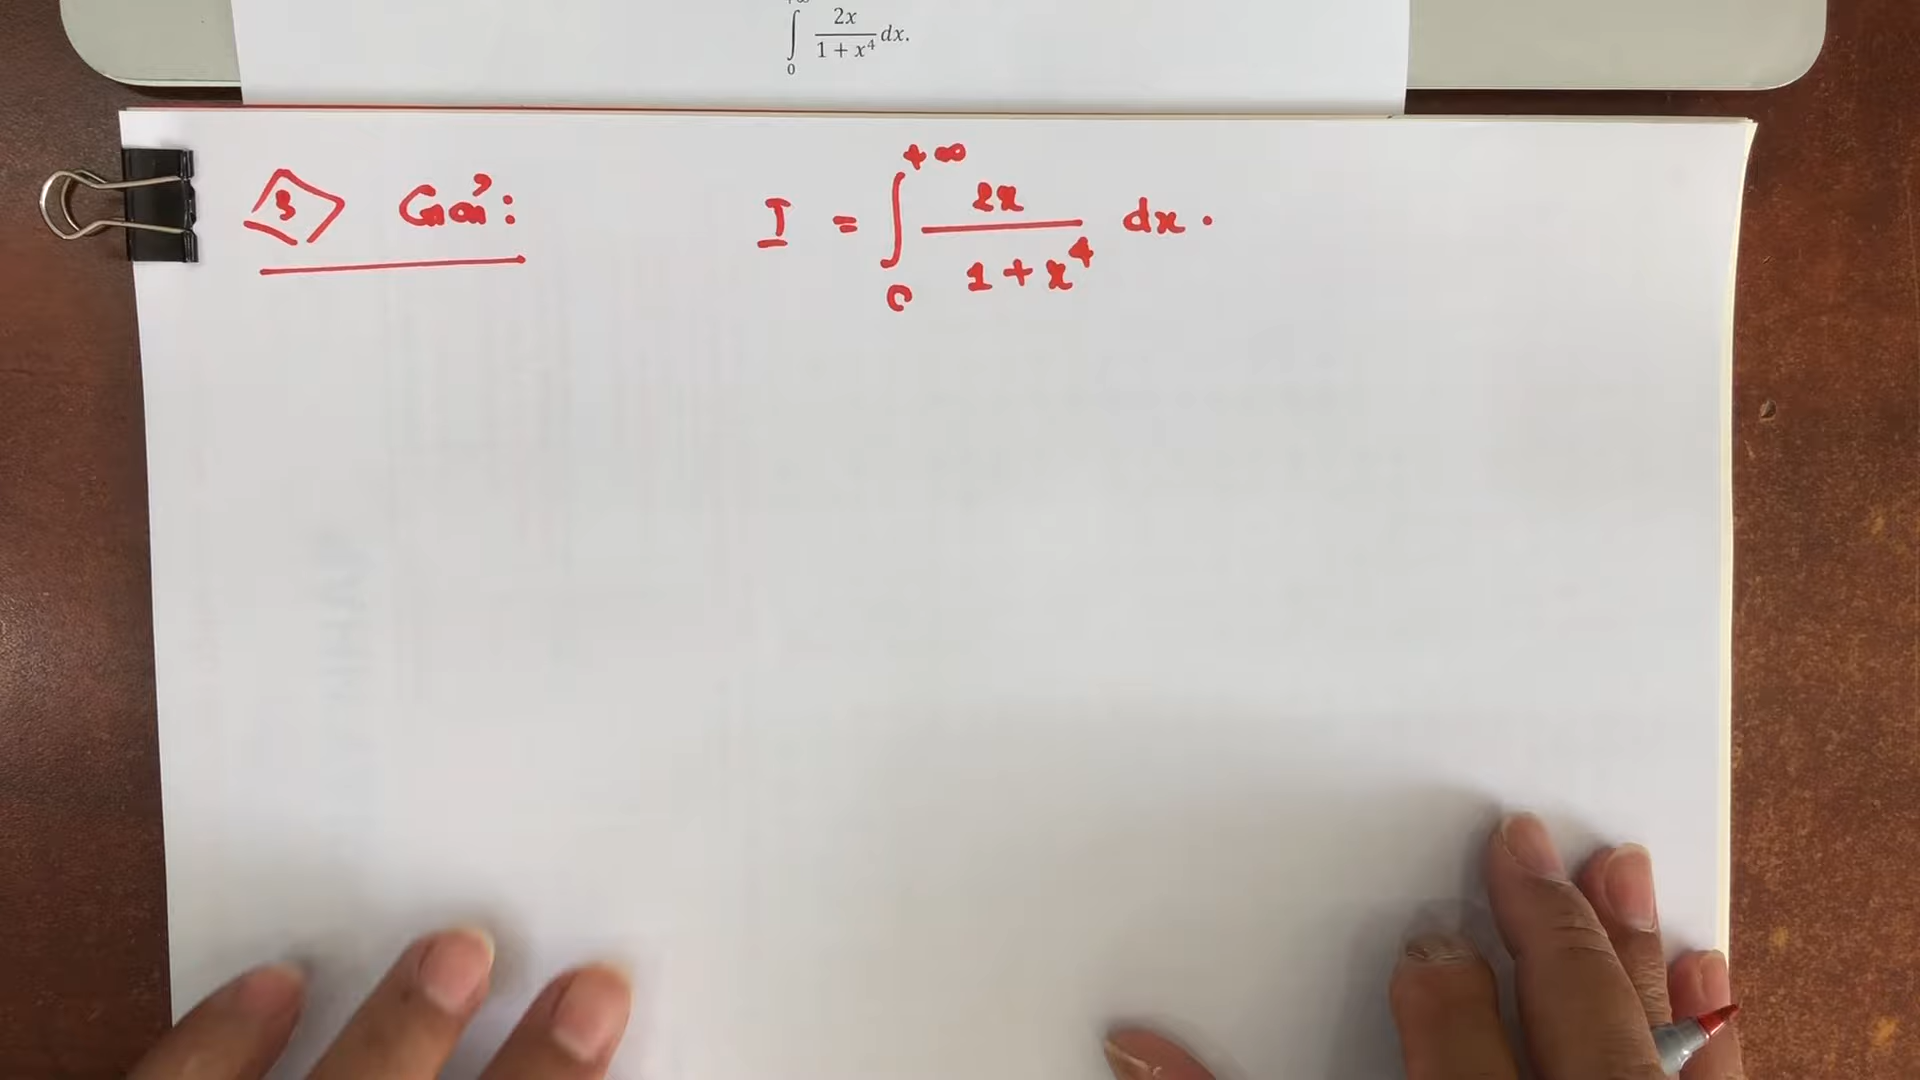 ∫₀^{+∞} 2x/(1 + x⁴) dx.
3 Giải: I = ∫₀^{+∞} 2x/(1 + x⁴) dx.